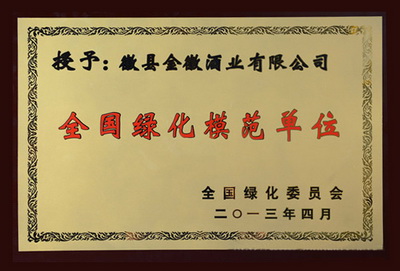 授予：徽县金徽酒业有限公司
全国绿化模范单位
全国绿化委员会
二〇一三年四月